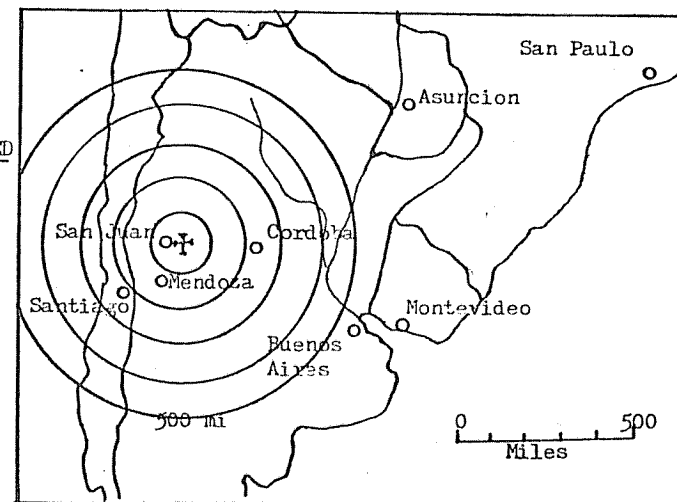 San Paulo
Asuncion
D
San Juan
Cordoba
Mendoza
Santiago
Montevideo
Buenos
Aires
500 mi
0 500
Miles